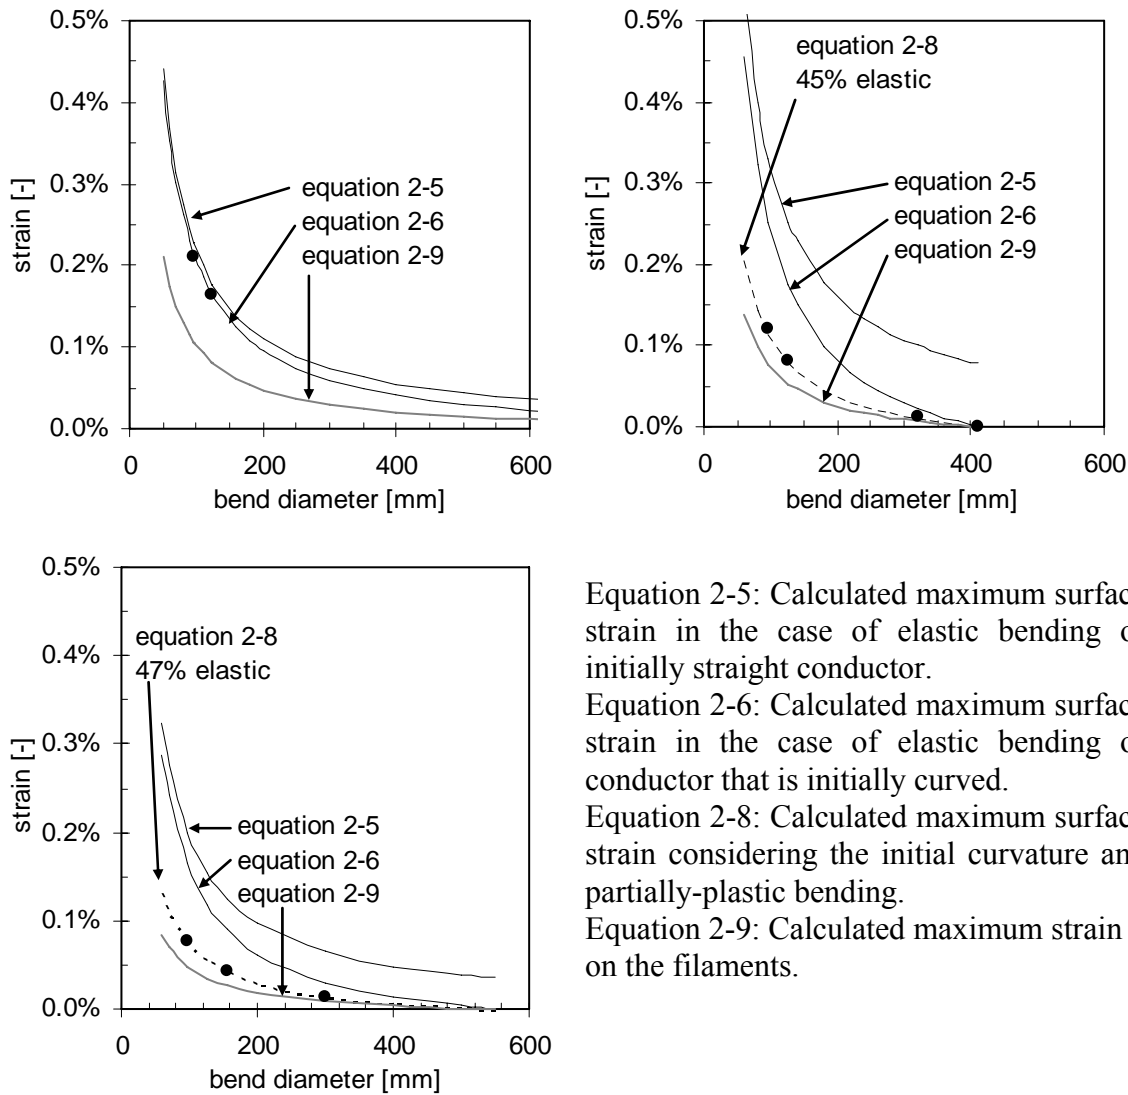 0.5%
0.4%
0.3%
0.2%
0.1%
0.0%
strain [-]
equation 2-5
equation 2-6
equation 2-9
0 200 400 600
bend diameter [mm]
0.5%
0.4%
0.3%
0.2%
0.1%
0.0%
strain [-]
equation 2-8
45% elastic
equation 2-5
equation 2-6
equation 2-9
0 200 400 600
bend diameter [mm]
0.5%
0.4%
0.3%
0.2%
0.1%
0.0%
strain [-]
equation 2-8
47% elastic
equation 2-5
equation 2-6
equation 2-9
0 200 400 600
bend diameter [mm]
Equation 2-5: Calculated maximum surfac
strain in the case of elastic bending o
initially straight conductor.
Equation 2-6: Calculated maximum surfac
strain in the case of elastic bending o
conductor that is initially curved.
Equation 2-8: Calculated maximum surfac
strain considering the initial curvature an
partially-plastic bending.
Equation 2-9: Calculated maximum strain
on the filaments.